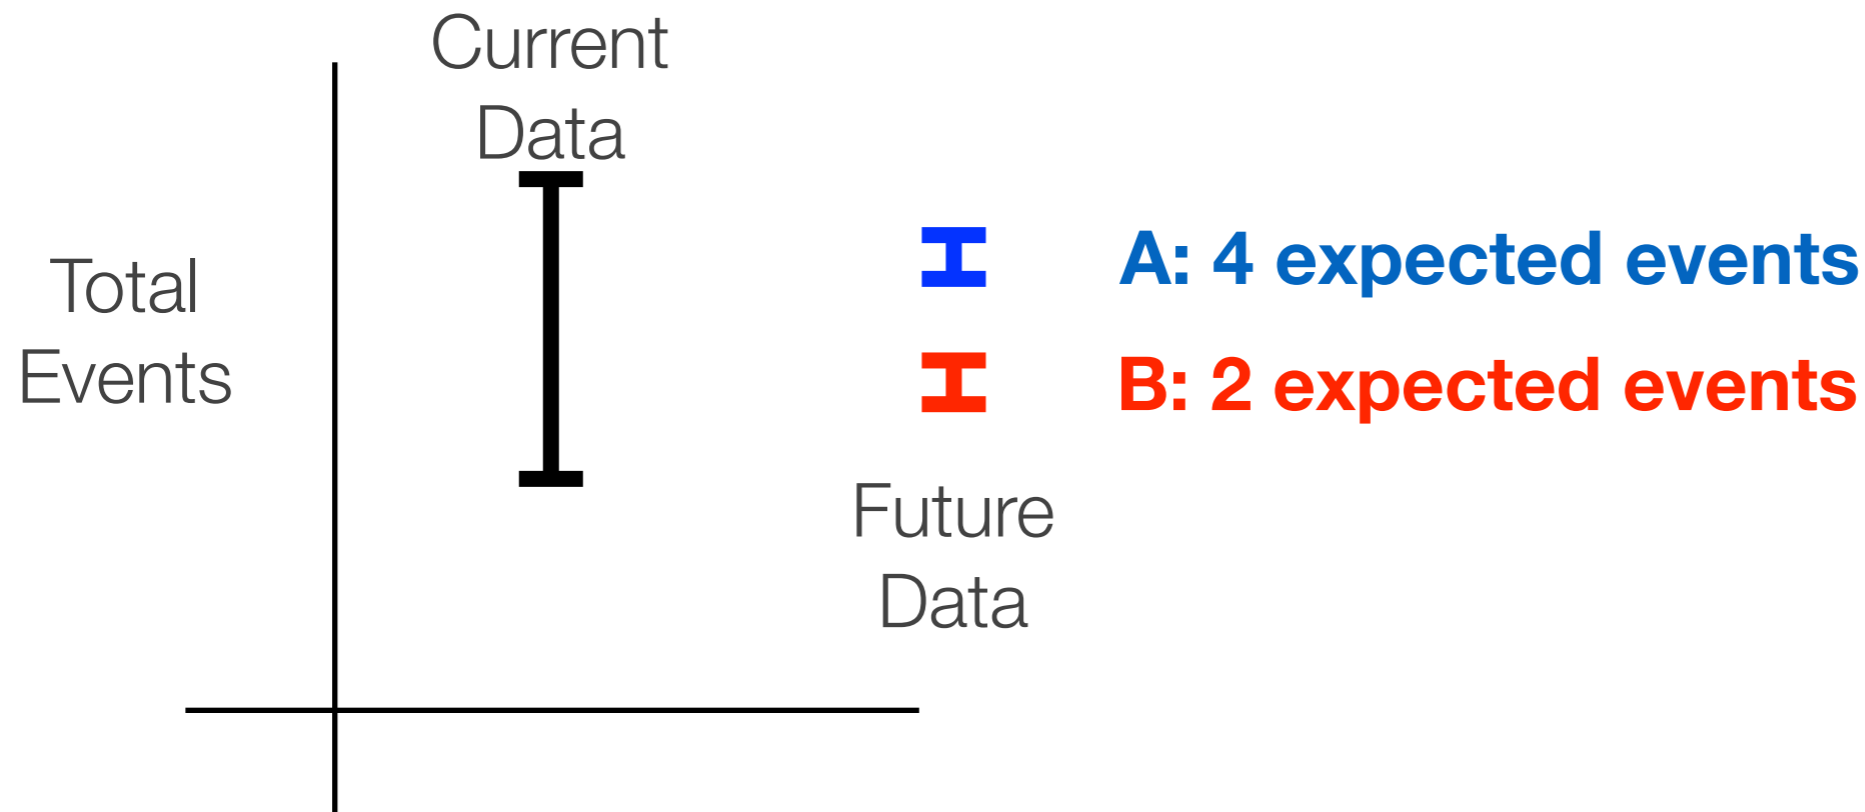 Current
Data
Total
Events
A: 4 expected events
B: 2 expected events
Future
Data